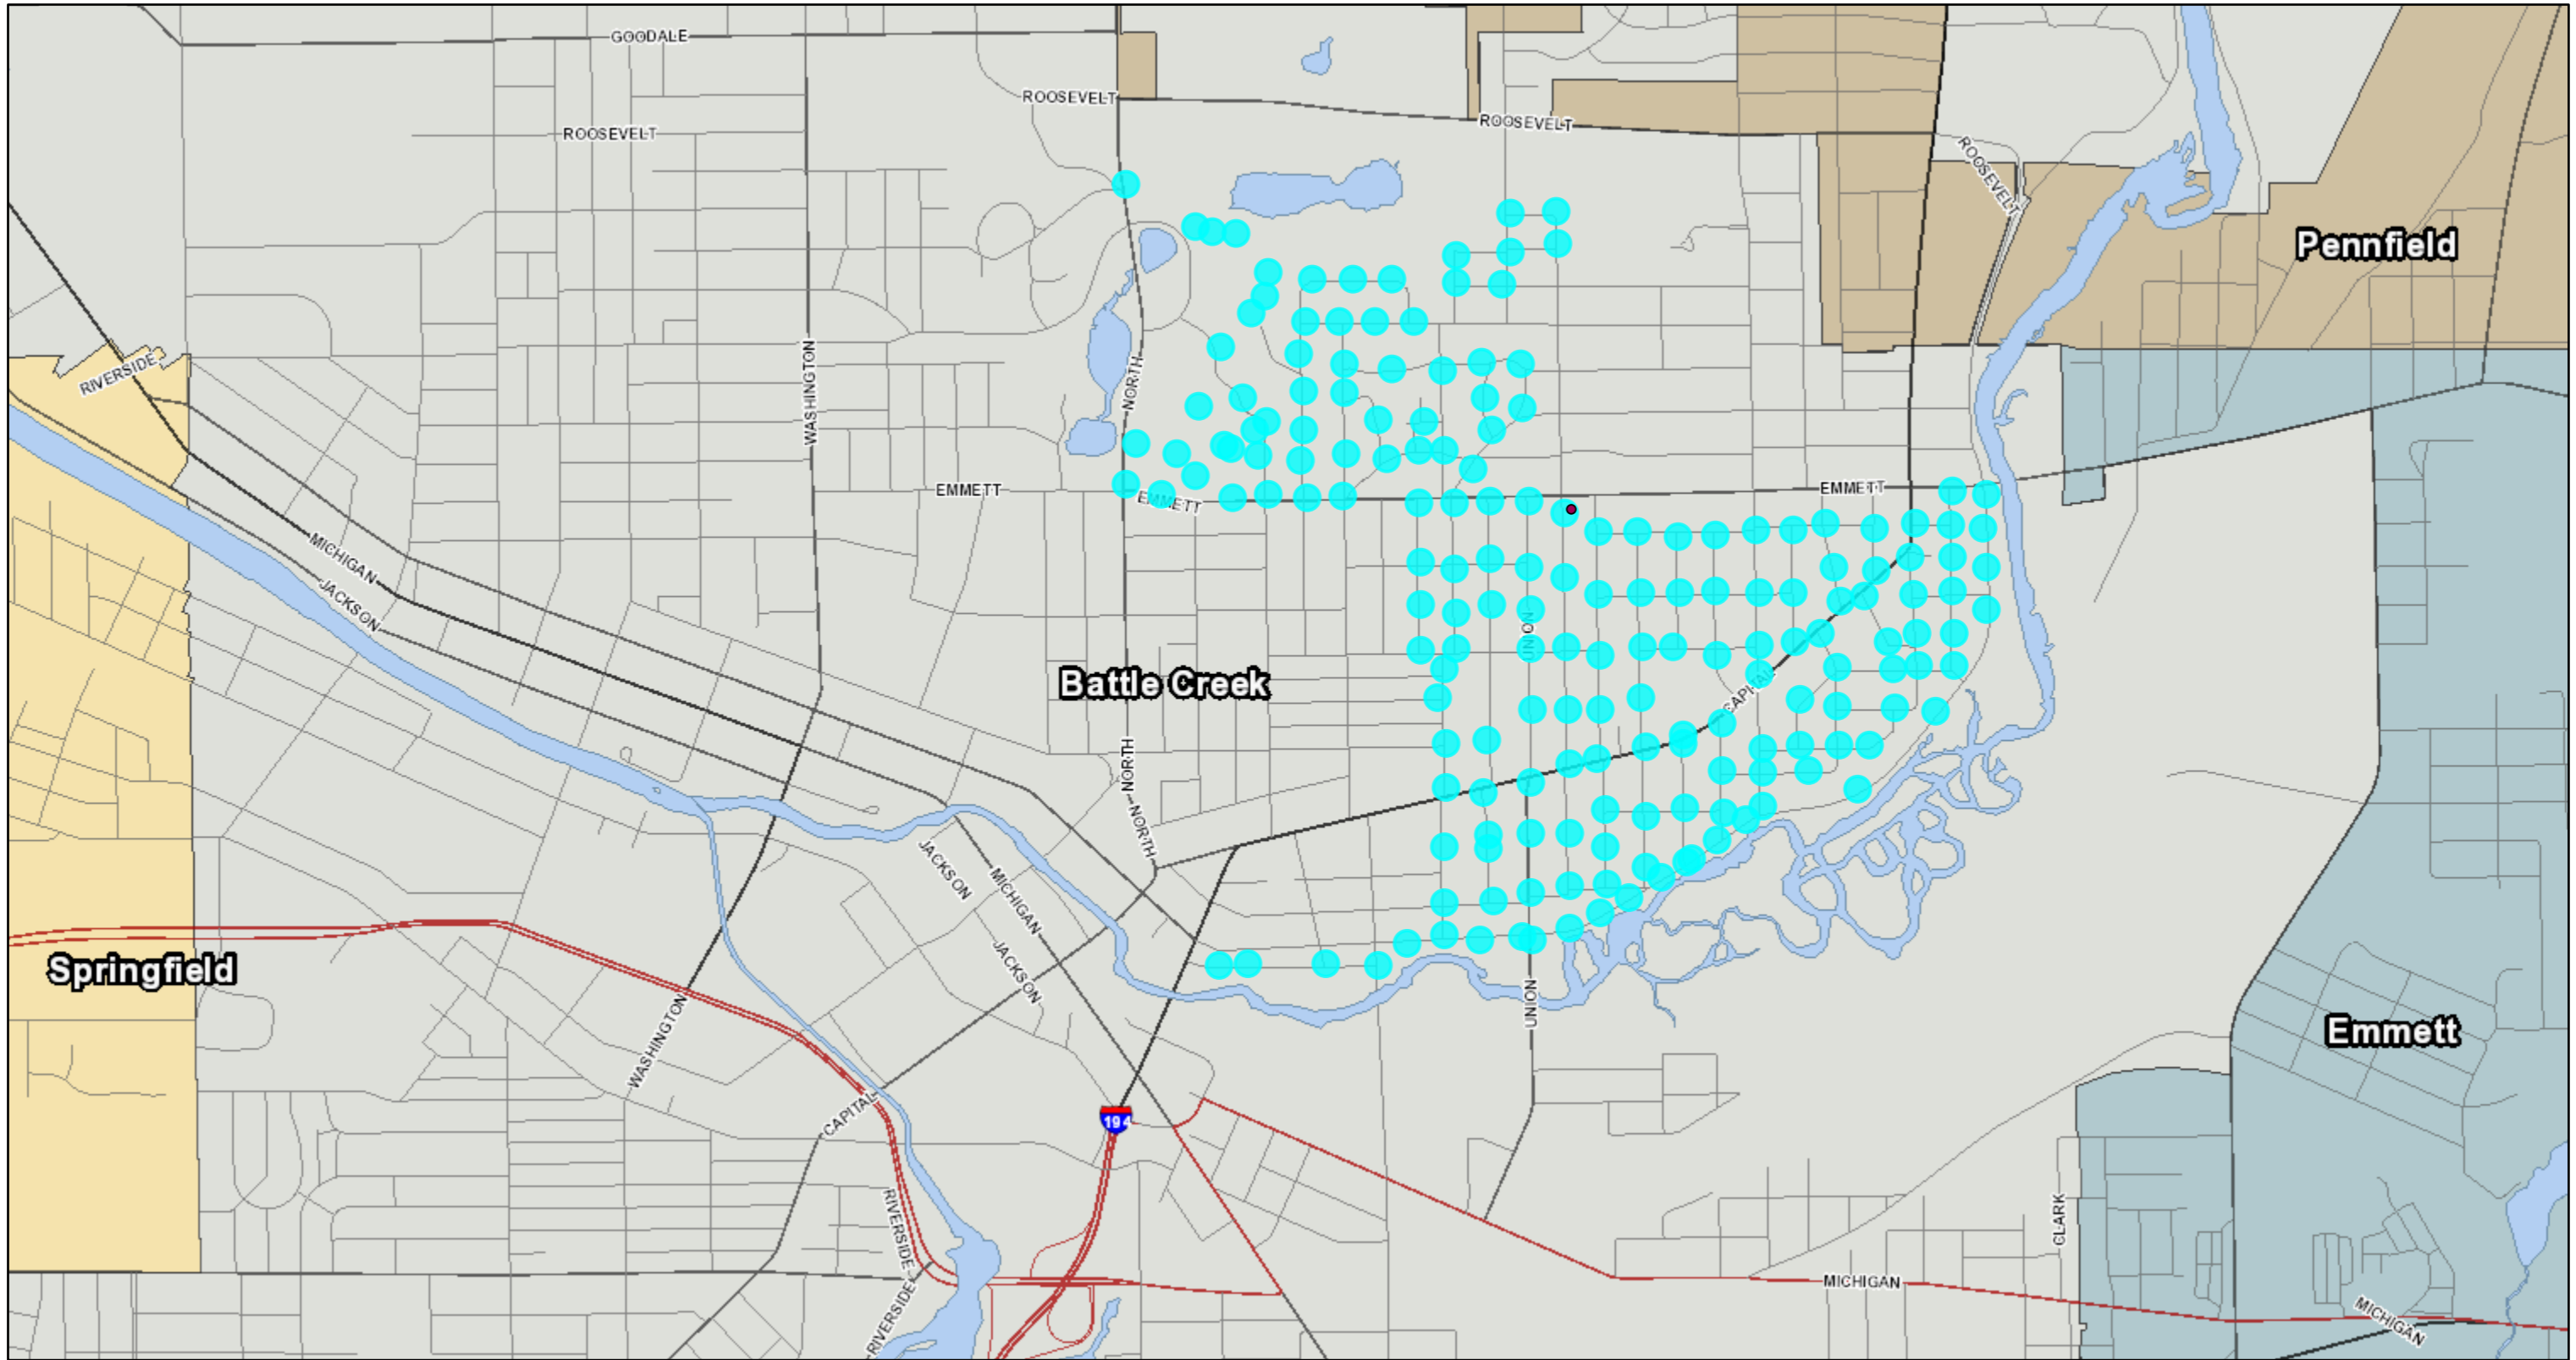 GOODALE
ROOSEVELT
ROOSEVELT
ROOSEVELT
ROOSEVELT
Pennfield
RIVERSIDE
WASHINGTON
NORTH
EMMETT
EMMETT
EMMETT
MICHIGAN
JACKSON
UNION
Battle Creek
CAPITAL
NORTH
NORTH
JACKSON
MICHIGAN
JACKSON
Springfield
WASHINGTON
UNION
Emmett
CAPITAL
194
RIVERSIDE
CLARK
MICHIGAN
RIVERSIDE
MICHIGAN